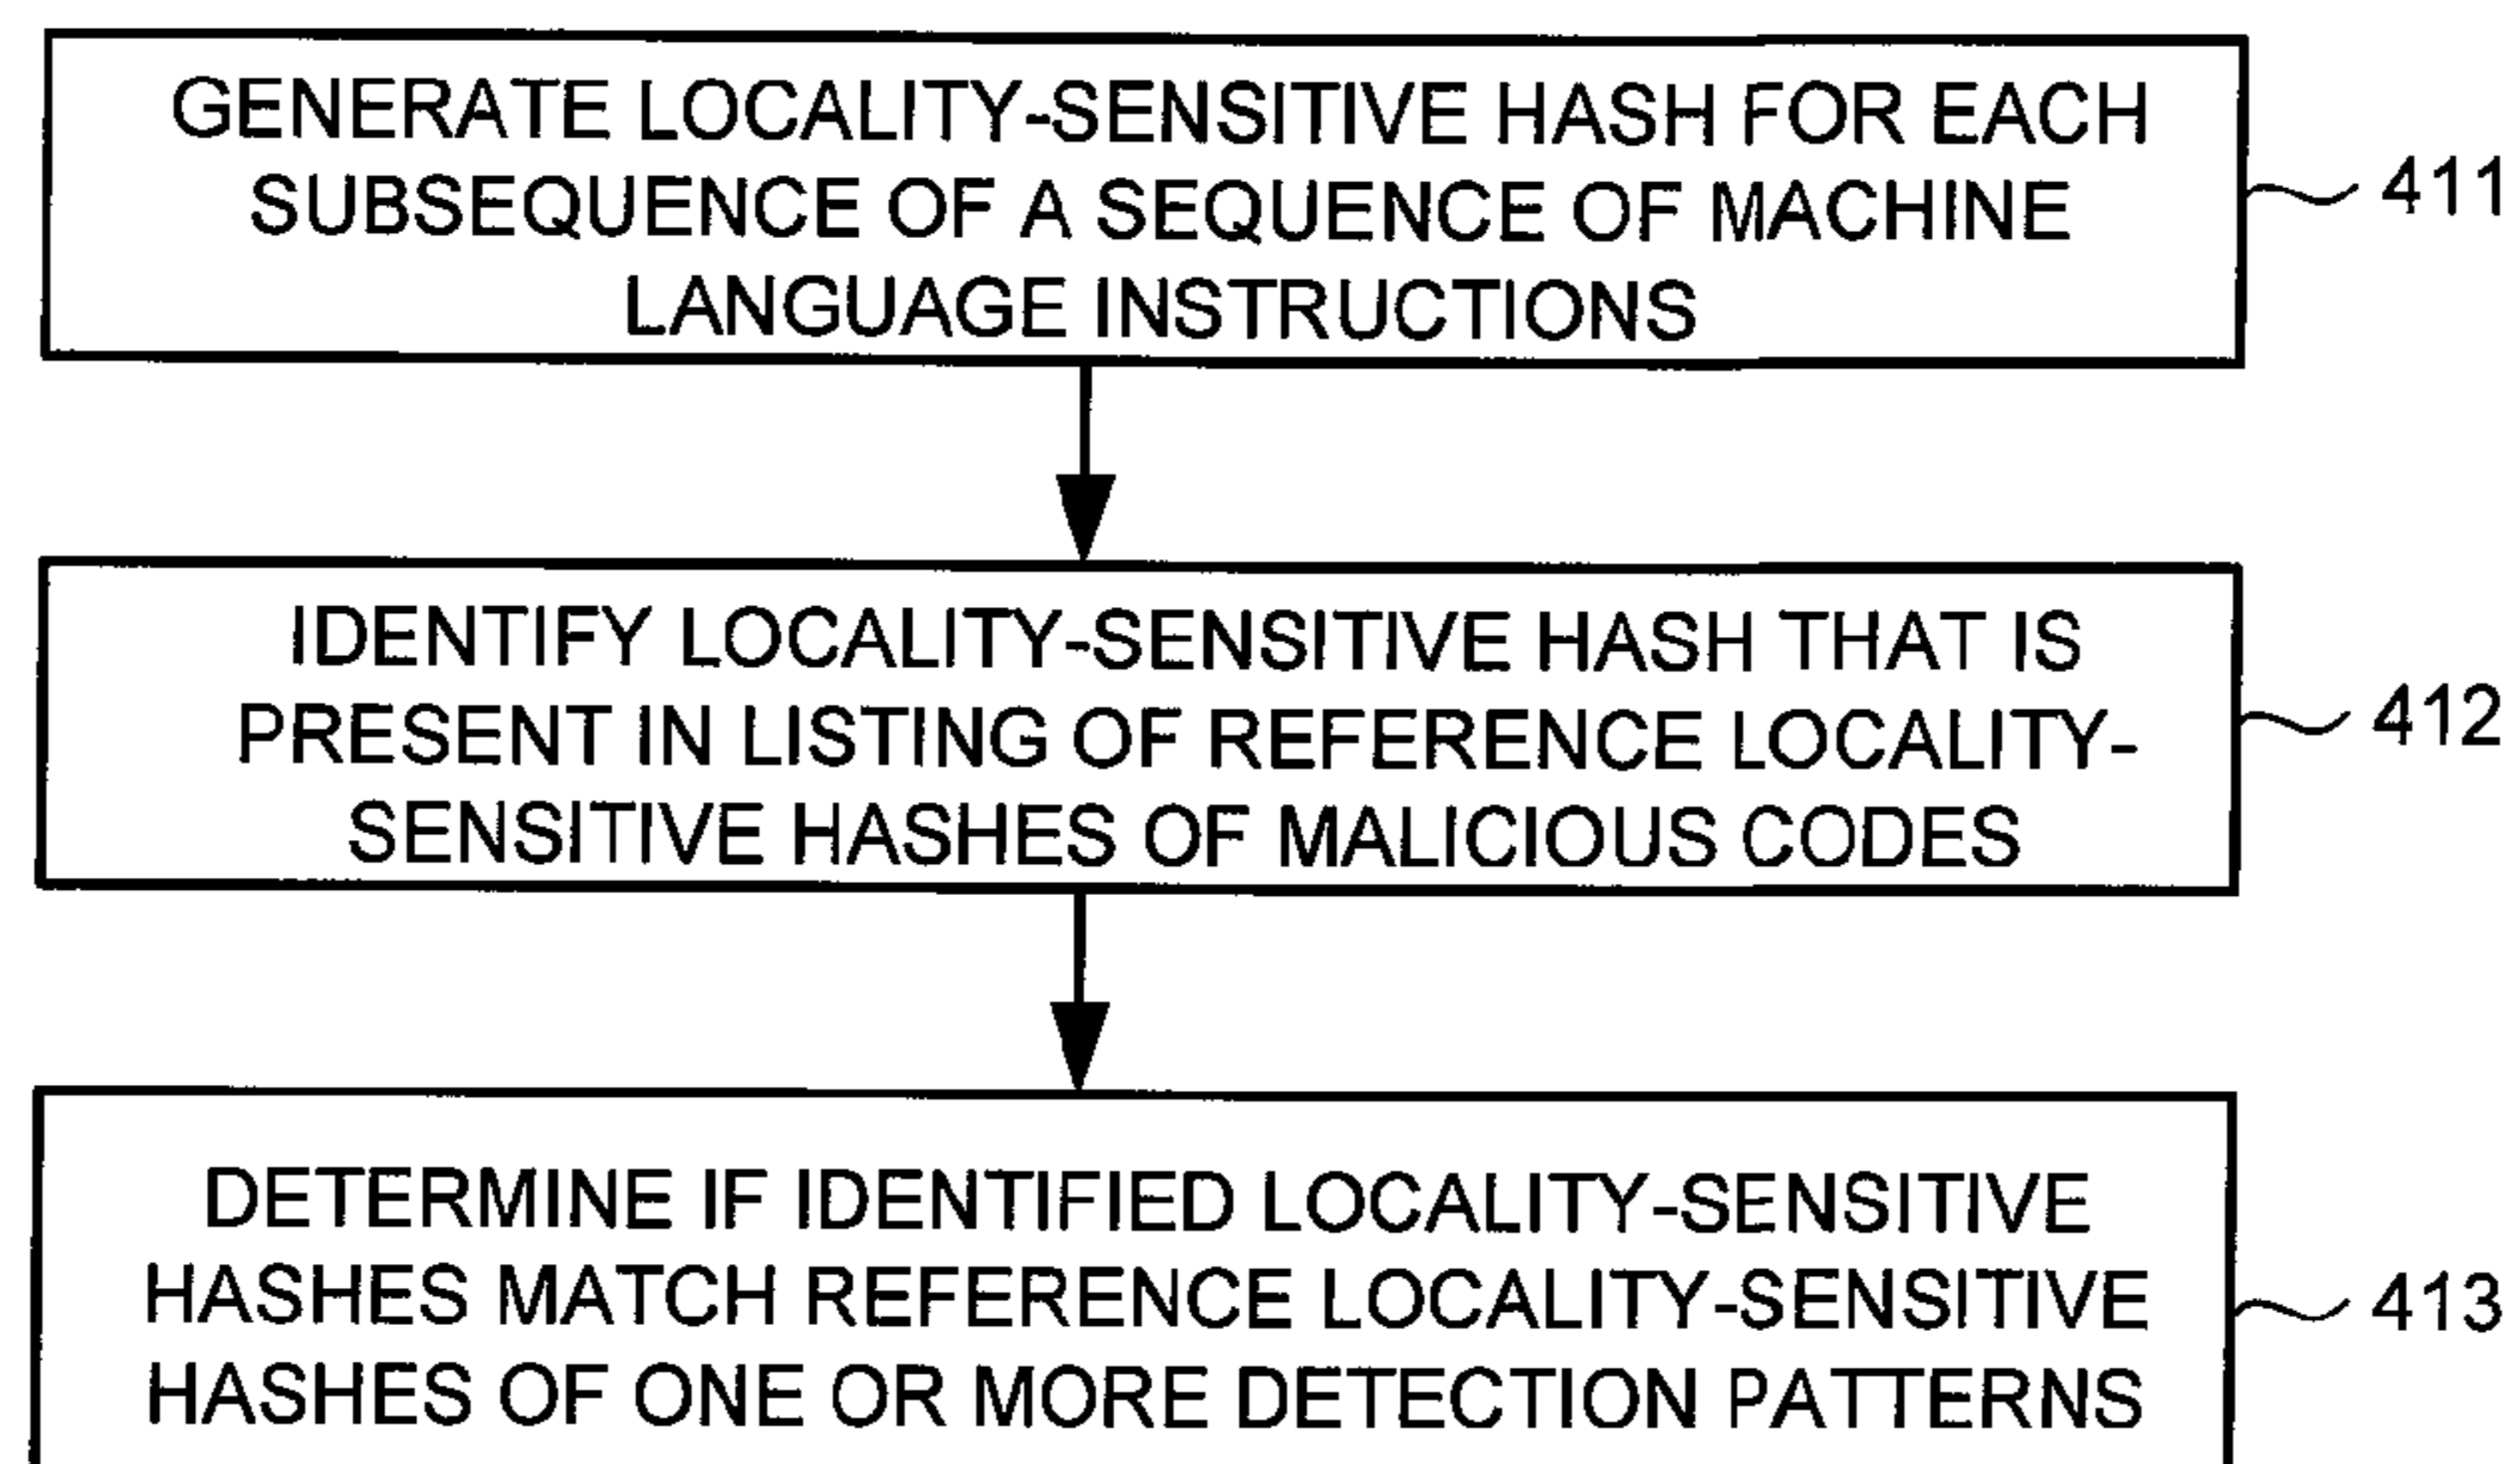 GENERATE LOCALITY-SENSITIVE HASH FOR EACH
SUBSEQUENCE OF A SEQUENCE OF MACHINE
LANGUAGE INSTRUCTIONS
411
IDENTIFY LOCALITY-SENSITIVE HASH THAT IS
PRESENT IN LISTING OF REFERENCE LOCALITY-
SENSITIVE HASHES OF MALICIOUS CODES
412
DETERMINE IF IDENTIFIED LOCALITY-SENSITIVE
HASHES MATCH REFERENCE LOCALITY-SENSITIVE
HASHES OF ONE OR MORE DETECTION PATTERNS
413